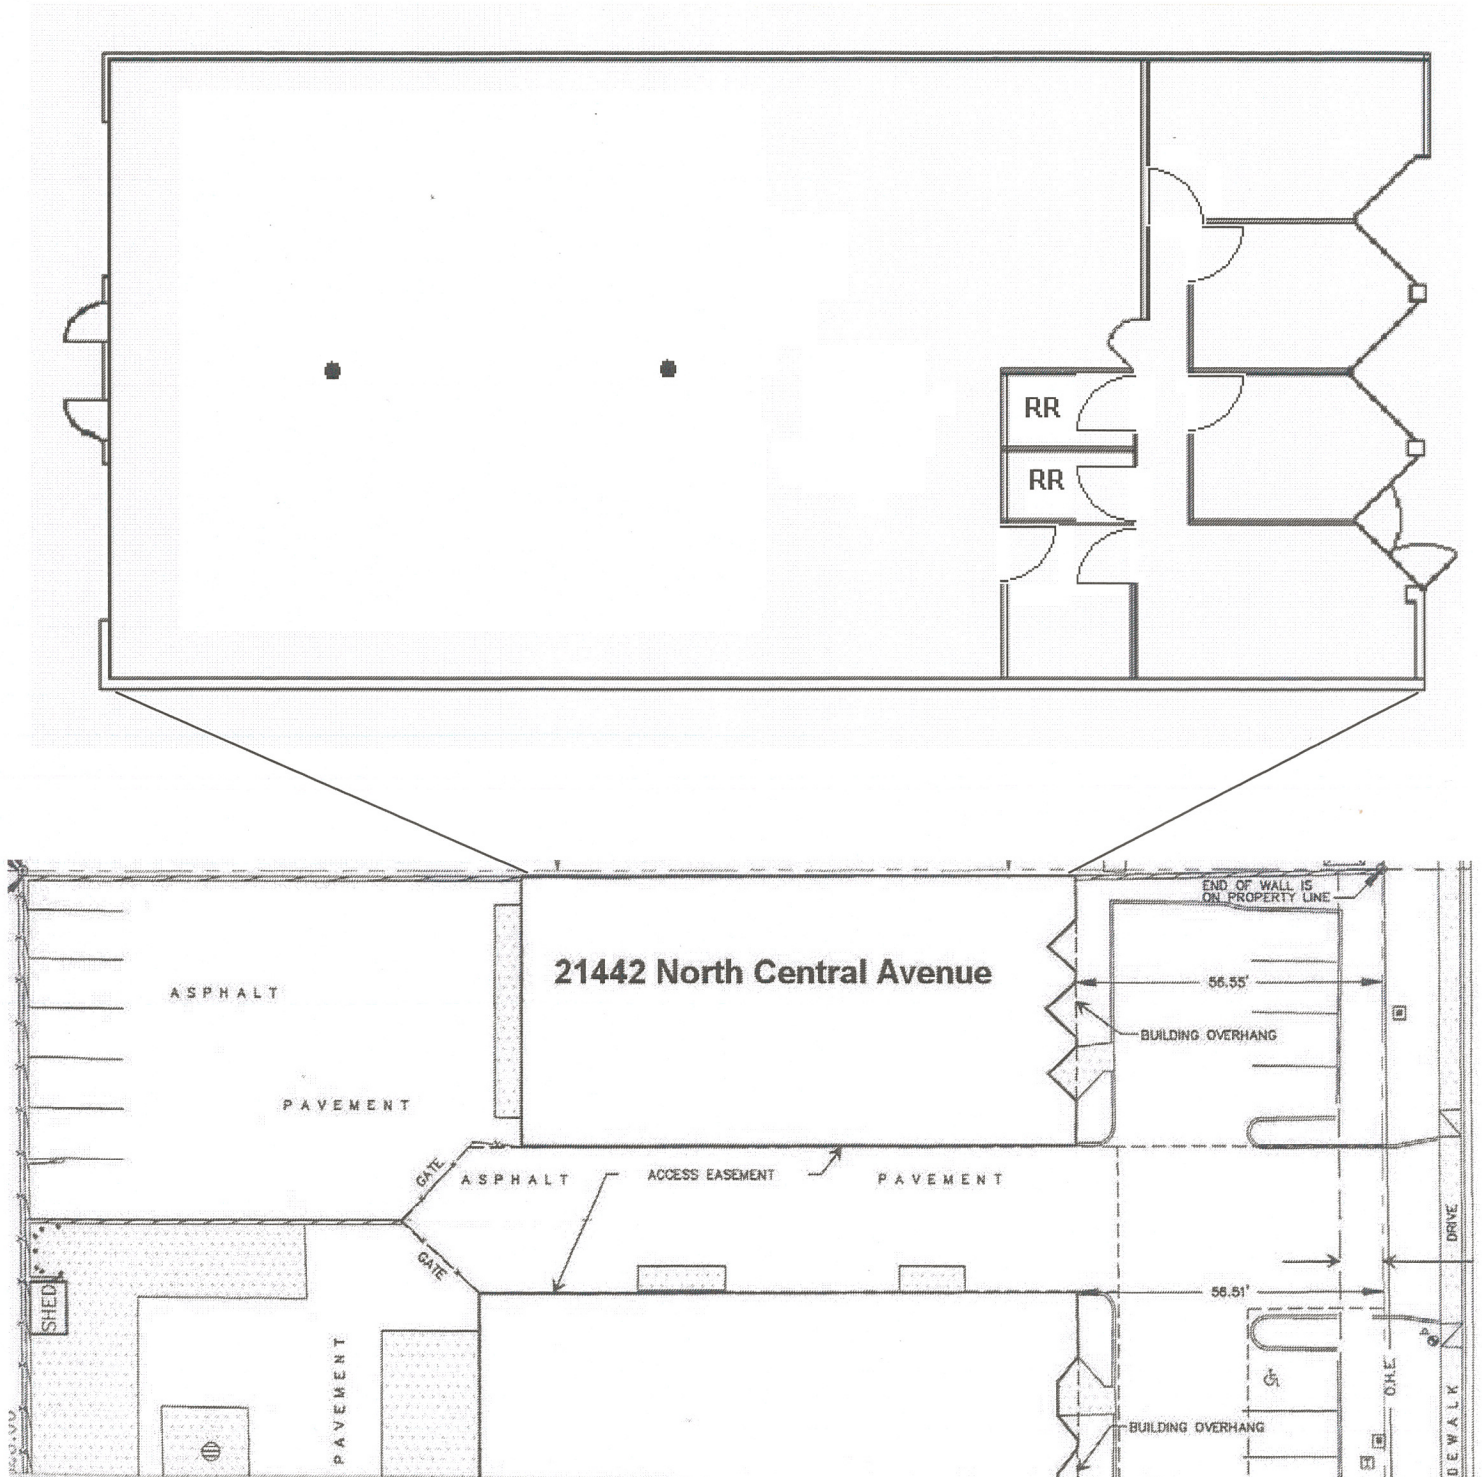 RR
RR
END OF WALL IS
ON PROPERTY LINE
21442 North Central Avenue
56.55'
ASPHALT
BUILDING OVERHANG
PAVEMENT
GATE
ASPHALT
ACCESS EASEMENT
PAVEMENT
DRIVE
GATE
56.51'
SHED
PAVEMENT
O.H.E.
BUILDING OVERHANG
DEWALK